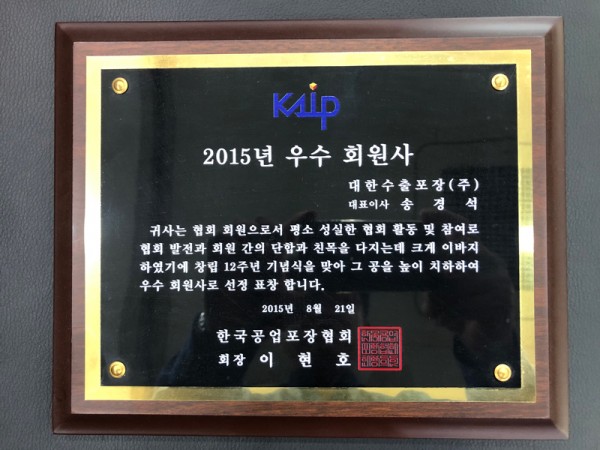 KAIP
2015년 우수 회원사
대한수출포장(주)
대표이사 송 경 석
귀사는 협회 회원으로서 평소 성실한 협회 활동 및 참여로
협회 발전과 회원 간의 단합과 친목을 다지는데 크게 이바지
하였기에 창립 12주년 기념식을 맞아 그 공을 높이 치하하여
우수 회원사로 선정 표창 합니다.
2015년 8월 21일
한국공업포장협회
회장 이 현 호